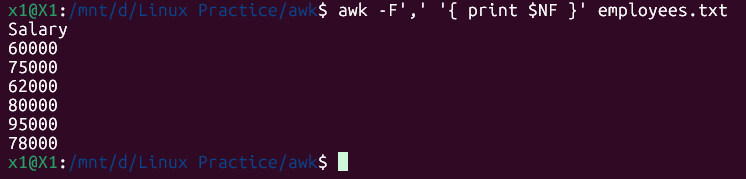 x1@X1:/mnt/d/Linux Practice/awk$ awk -F',' '{ print $NF }' employees.txt
Salary
60000
75000
62000
80000
95000
78000
x1@X1:/mnt/d/Linux Practice/awk$